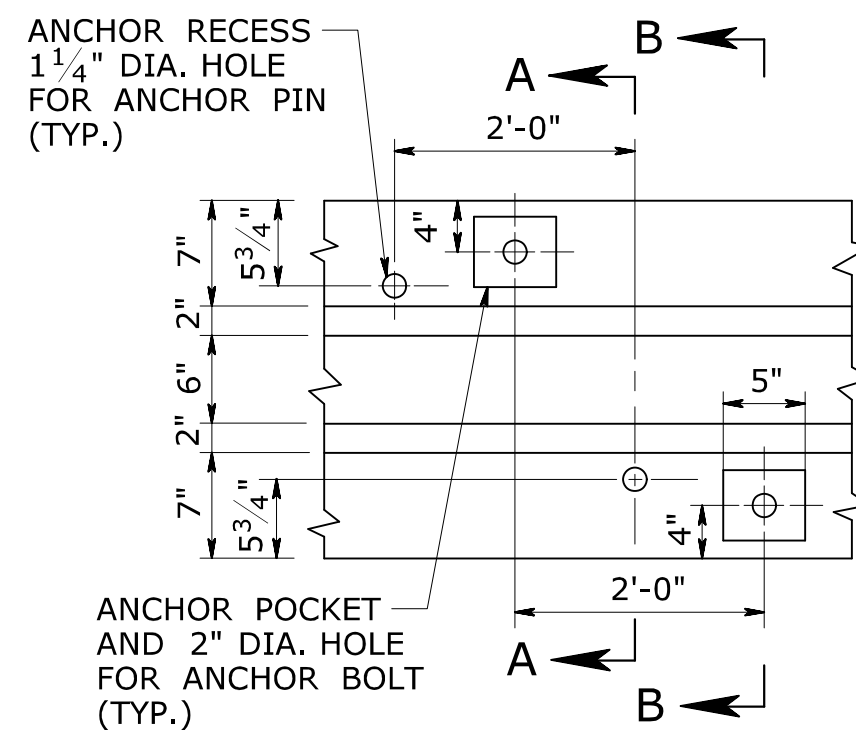 ANCHOR RECESS
1 1/4" DIA. HOLE
FOR ANCHOR PIN
(TYP.)
B
A
2'-0"
7"
5 3/4"
4"
2"
6"
5"
2"
7"
5 3/4"
4"
2'-0"
ANCHOR POCKET
AND 2" DIA. HOLE
FOR ANCHOR BOLT
(TYP.)
A
B